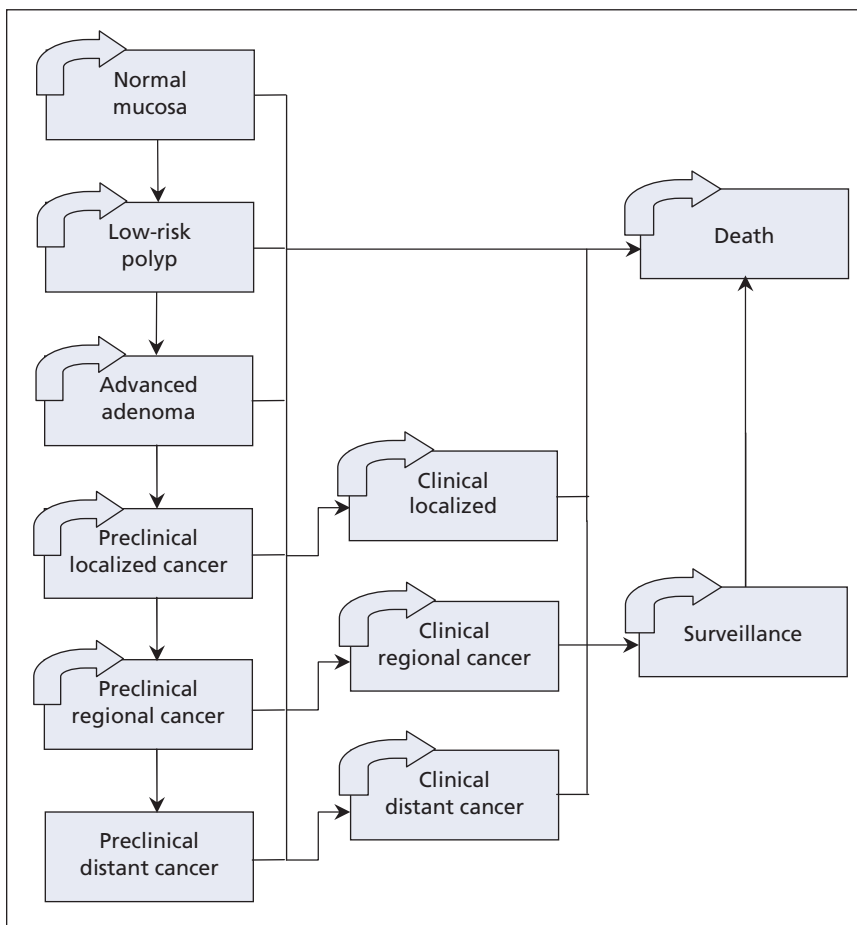 Normal
mucosa
Low-risk
polyp
Death
Advanced
adenoma
Clinical
localized
Preclinical
localized cancer
Clinical
regional cancer
Surveillance
Preclinical
regional cancer
Clinical
distant cancer
Preclinical
distant cancer